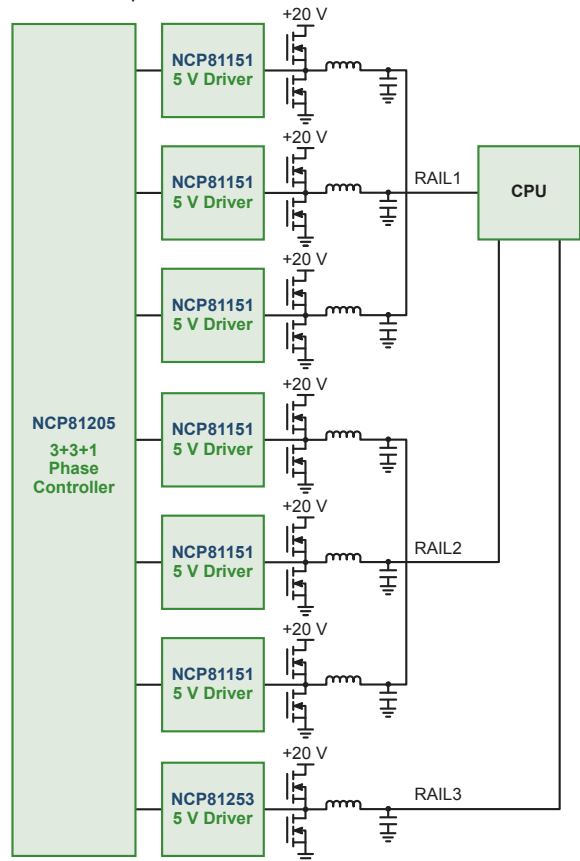 +20 V
NCP81151
5 V Driver
+20 V
NCP81151
5 V Driver
RAIL1
CPU
+20 V
NCP81151
5 V Driver
+20 V
NCP81205
3+3+1
Phase
Controller
NCP81151
5 V Driver
+20 V
NCP81151
5 V Driver
RAIL2
+20 V
NCP81151
5 V Driver
+20 V
NCP81253
5 V Driver
RAIL3